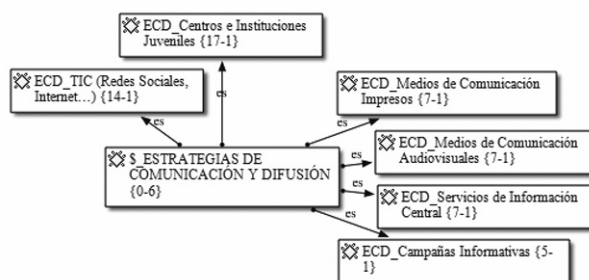 ECD_Centros e Instituciones
Juveniles {17-1}
ECD_TIC (Redes Sociales,
Internet...) {14-1}
ECD_Medios de Comunicación
Impresos {7-1}
es
es
es
ECD_Medios de Comunicación
Audiovisuales {7-1}
$_ESTRATEGIAS DE
COMUNICACIÓN Y DIFUSIÓN
{0-6}
es
es
ECD_Servicios de Información
Central {7-1}
es
ECD_Campañas Informativas {5-
1}